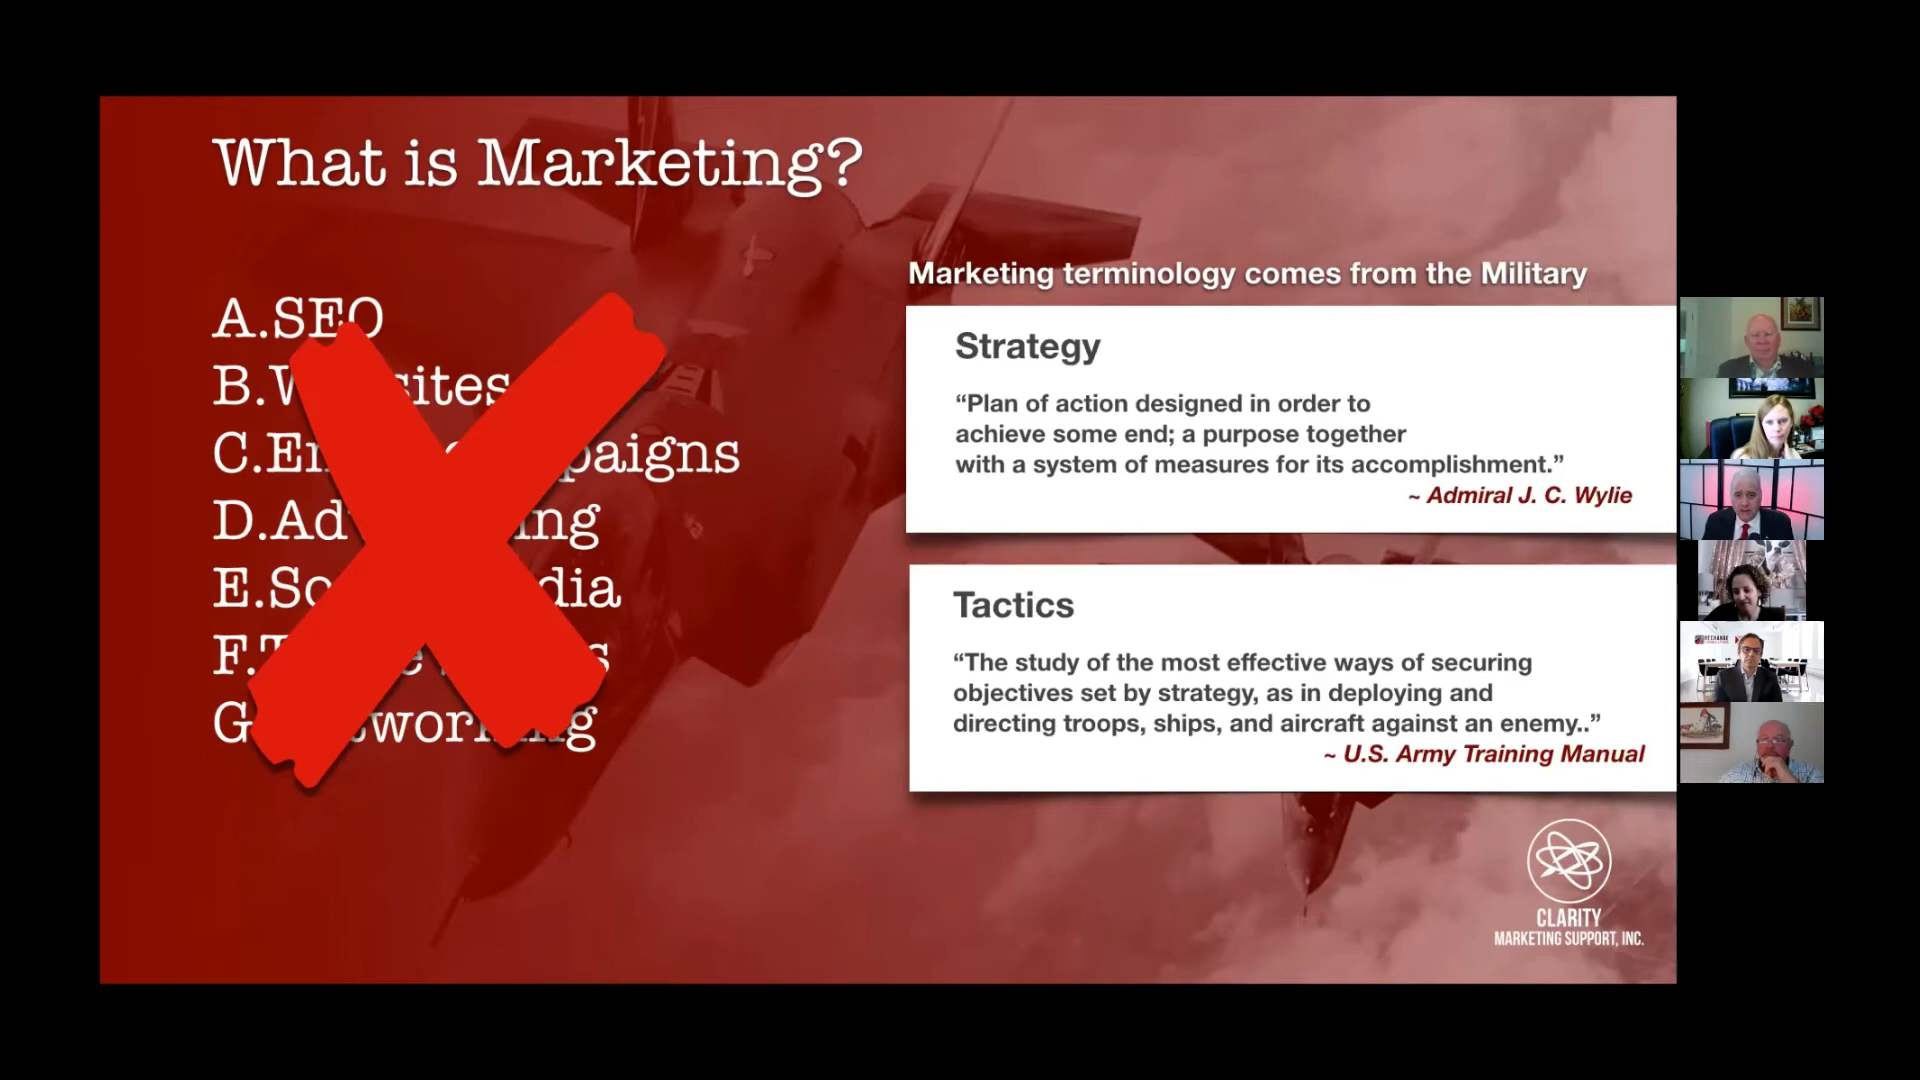 What is Marketing?
A.SEO
B. sites
C. paigns
D.Ad ing
E.So dia
F.
G tworking
Marketing terminology comes from the Military
Strategy
“Plan of action designed in order to
achieve some end; a purpose together
with a system of measures for its accomplishment.”
~ Admiral J. C. Wylie
Tactics
“The study of the most effective ways of securing
objectives set by strategy, as in deploying and
directing troops, ships, and aircraft against an enemy..”
~ U.S. Army Training Manual
CLARITY
MARKETING SUPPORT, INC.